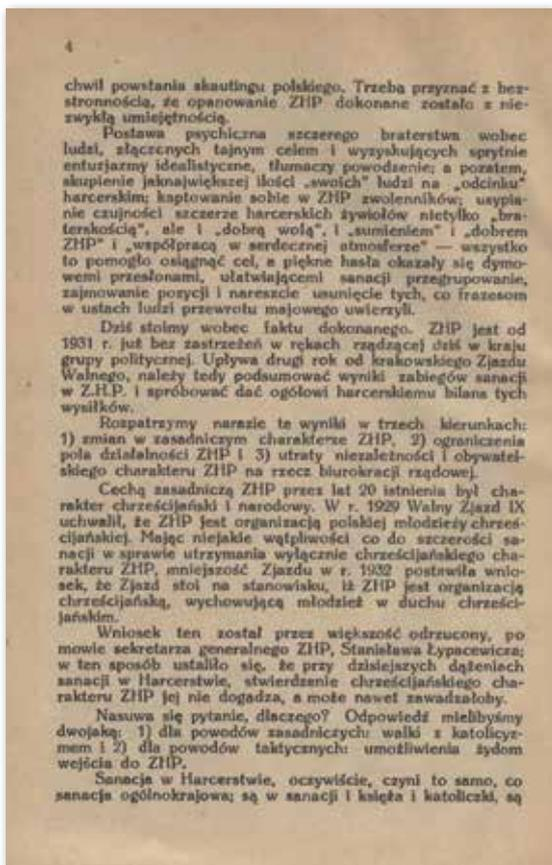 4
chwil powstania skautingu polskiego. Trzeba przyznać z bez-
stronnością, że opanowanie ZHP dokonane zostało z nie-
zwykłą umiejętnością.
Postawa psychiczna szczerego braterstwa wobec
ludzi, złączonych tajnym celem i wyzyskujących sprytnie
entuzjazmy idealistyczne, tłumaczy powodzenie; a pozatem,
skupienie jaknajwiększej ilości „swoich" ludzi na „odcinku"
harcerskim; kaptowanie sobie w ZHP zwolenników; usypia-
nie czujności szczerze harcerskich żywiołów nietylko „bra-
terskością", ale i „dobrą wolą", i „sumieniem" i „dobrem
ZHP" i „współpracą w serdecznej atmosferze" — wszystko
to pomogło osiągnąć cel, a piękne hasła okazały się dymo-
wemi przesłonami, ułatwiającemi sanacji przegrupowanie,
zajmowanie pozycji i nareszcie usunięcie tych, co frazesom
w ustach ludzi przewrotu majowego uwierzyli.
Dziś stoimy wobec faktu dokonanego. ZHP jest od
1931 r. już bez zastrzeżeń w rękach rządzącej dziś w kraju
grupy politycznej. Upływa drugi rok od krakowskiego Zjazdu
Walnego, należy tedy podsumować wyniki zabiegów sanacji
w Z.H.P. i spróbować dać ogółowi harcerskiemu bilans tych
wysiłków.
Rozpatrzymy narazie te wyniki w trzech kierunkach:
1) zmian w zasadniczym charakterze ZHP, 2) ograniczenia
pola działalności ZHP i 3) utraty niezależności i obywatel-
skiego charakteru ZHP na rzecz biurokracji rządowej.
Cechą zasadniczą ZHP przez lat 20 istnienia był cha-
rakter chrześcijański i narodowy. W r. 1929 Walny Zjazd IX
uchwalił, że ZHP jest organizacją polskiej młodzieży chrześ-
cijańskiej. Mając niejakie wątpliwości co do szczerości sa-
nacji w sprawie utrzymania wyłącznie chrześcijańskiego cha-
rakteru ZHP, mniejszość Zjazdu w r. 1932 postawiła wnio-
sek, że Zjazd stoi na stanowisku, iż ZHP jest organizacją
chrześcijańską, wychowującą młodzież w duchu chrześci-
jańskim.
Wniosek ten został przez większość odrzucony, po
mowie sekretarza generalnego ZHP, Stanisława Łypacewicza;
w ten sposób ustaliło się, że przy dzisiejszych dążeniach
sanacji w Harcerstwie, stwierdzenie chrześcijańskiego cha-
rakteru ZHP jej nie dogadza, a może nawet zawadzałoby.
Nasuwa się pytanie, dlaczego? Odpowiedź mielibyśmy
dwojaką: 1) dla powodów zasadniczych: walki z katolicyz-
mem i 2) dla powodów taktycznych: umożliwienia żydom
wejścia do ZHP.
Sanacja w Harcerstwie, oczywiście, czyni to samo, co
sanacja ogólnokrajowa; są w sanacji i księża i katoliczki, są